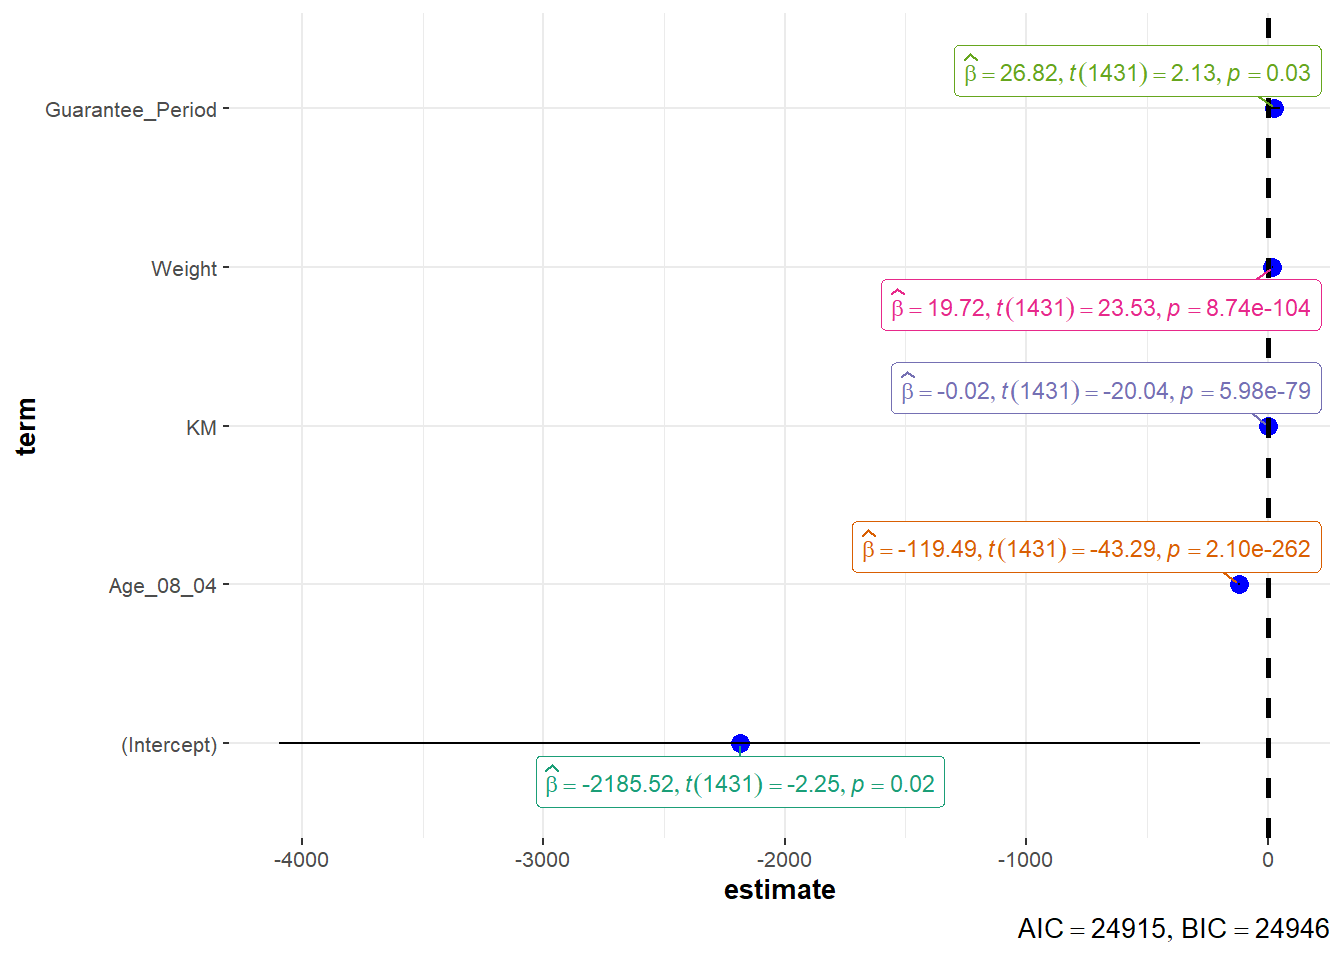 Guarantee_Period
β̂ = 26.82, t(1431) = 2.13, p = 0.03
Weight
β̂ = 19.72, t(1431) = 23.53, p = 8.74e-104
β̂ = -0.02, t(1431) = -20.04, p = 5.98e-79
KM
β̂ = -119.49, t(1431) = -43.29, p = 2.10e-262
Age_08_04
(Intercept)
β̂ = -2185.52, t(1431) = -2.25, p = 0.02
term
-4000 -3000 -2000 -1000 0
estimate
AIC = 24915, BIC = 24946